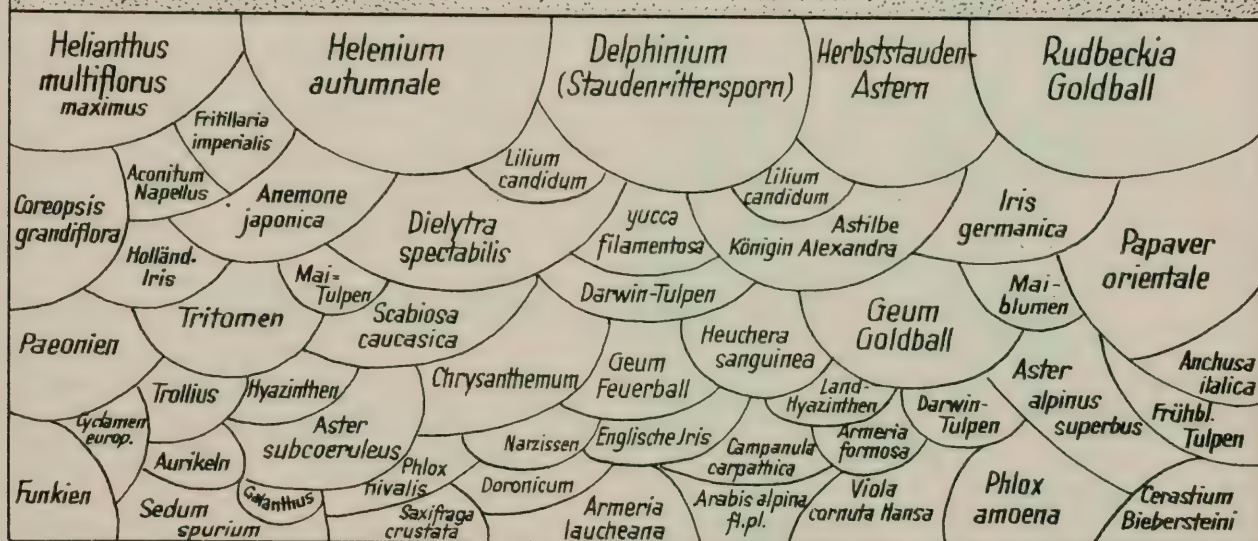 Helianthus
multiflorus
maximus
Helenium
autumnale
Delphinium
(Staudenrittersporn)
Herbststauden-
Astern
Rudbeckia
Goldball
Fritillaria
imperialis
Aconitum
Napellus
Anemone
japonica
Lilium
candidum
Lilium
candidum
Coreopsis
grandiflora
Dielytra
spectabilis
yucca
filamentosa
Astilbe
Königin Alexandra
Iris
germanica
Papaver
orientale
Holländ.
Iris
Mai=
Tulpen
Darwin-Tulpen
Mai-
blumen
Tritomen
Scabiosa
caucasica
Geum
Goldball
Paeonien
Heuchera
sanguinea
Trollius
Hyazinthen
Chrysanthemum
Geum
Feuerball
Land-
Hyazinthen
Darwin-
Tulpen
Aster
alpinus
superbus
Anchusa
italica
Frühbl.
Tulpen
Cyclamen
europ.
Aster
subcoeruleus
Narzissen
Englische Iris
Campanula
carpathica
Armeria
formosa
Aurikeln
Phlox
nivalis
Doronicum
Funkien
Sedum
spurium
Galanthus
Saxifraga
crustata
Armeria
laucheana
Arabis alpina
fl.pl.
Viola
cornuta Hansa
Phlox
amoena
Cerastium
Biebersteini